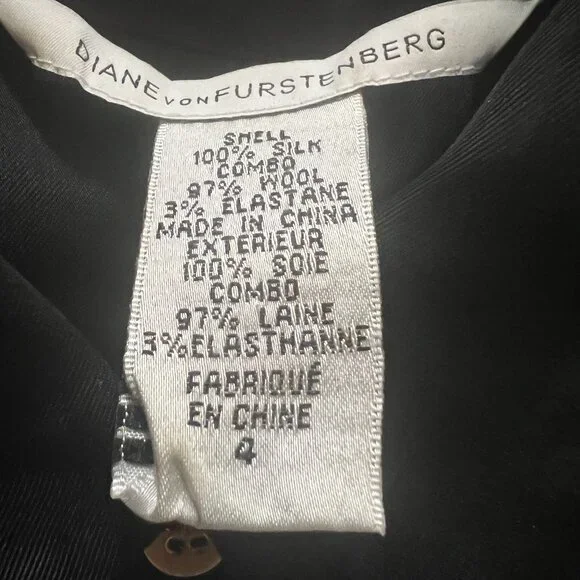 DIANE VON FURSTENBERG
SHELL
100% SILK
COMBO
97% WOOL
3% ELASTANE
MADE IN CHINA
EXTERIEUR
100% SOIE
COMBO
97% LAINE
3%ELASTHANNE
FABRIQUÉ
EN CHINE
4